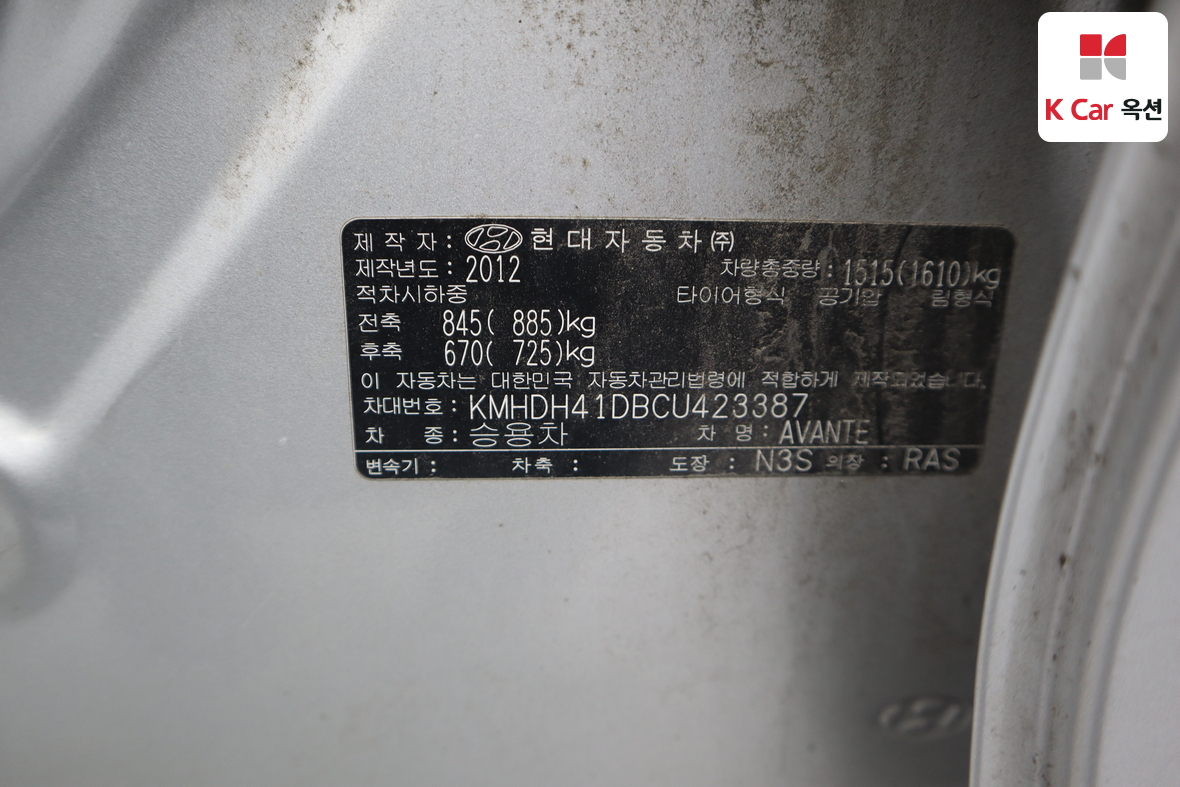 K Car 옥션
제 작 자 : 현 대 자 동 차 ㈜
제작년도 : 2012 차량총중량 : 1515(1610)kg
적차시하중 타이어형식 공기압 림형식
전축 845( 885)kg
후축 670( 725)kg
이 자동차는 대한민국 자동차관리법령에 적합하게 제작되었습니다.
차대번호 : KMHDH41DBCU423387
차 종 : 승용차 차 명 : AVANTE
변속기 : 차축 : 도장 : N3S 의장 : RAS